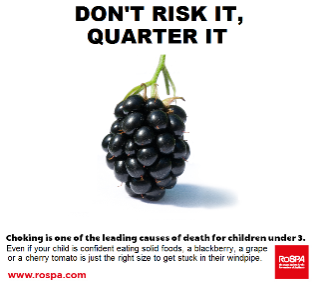 DON'T RISK IT,
QUARTER IT
Choking is one of the leading causes of death for children under 3.
Even if your child is confident eating solid foods, a blackberry, a grape
or a cherry tomato is just the right size to get stuck in their windpipe.
RoSPA
www.rospa.com